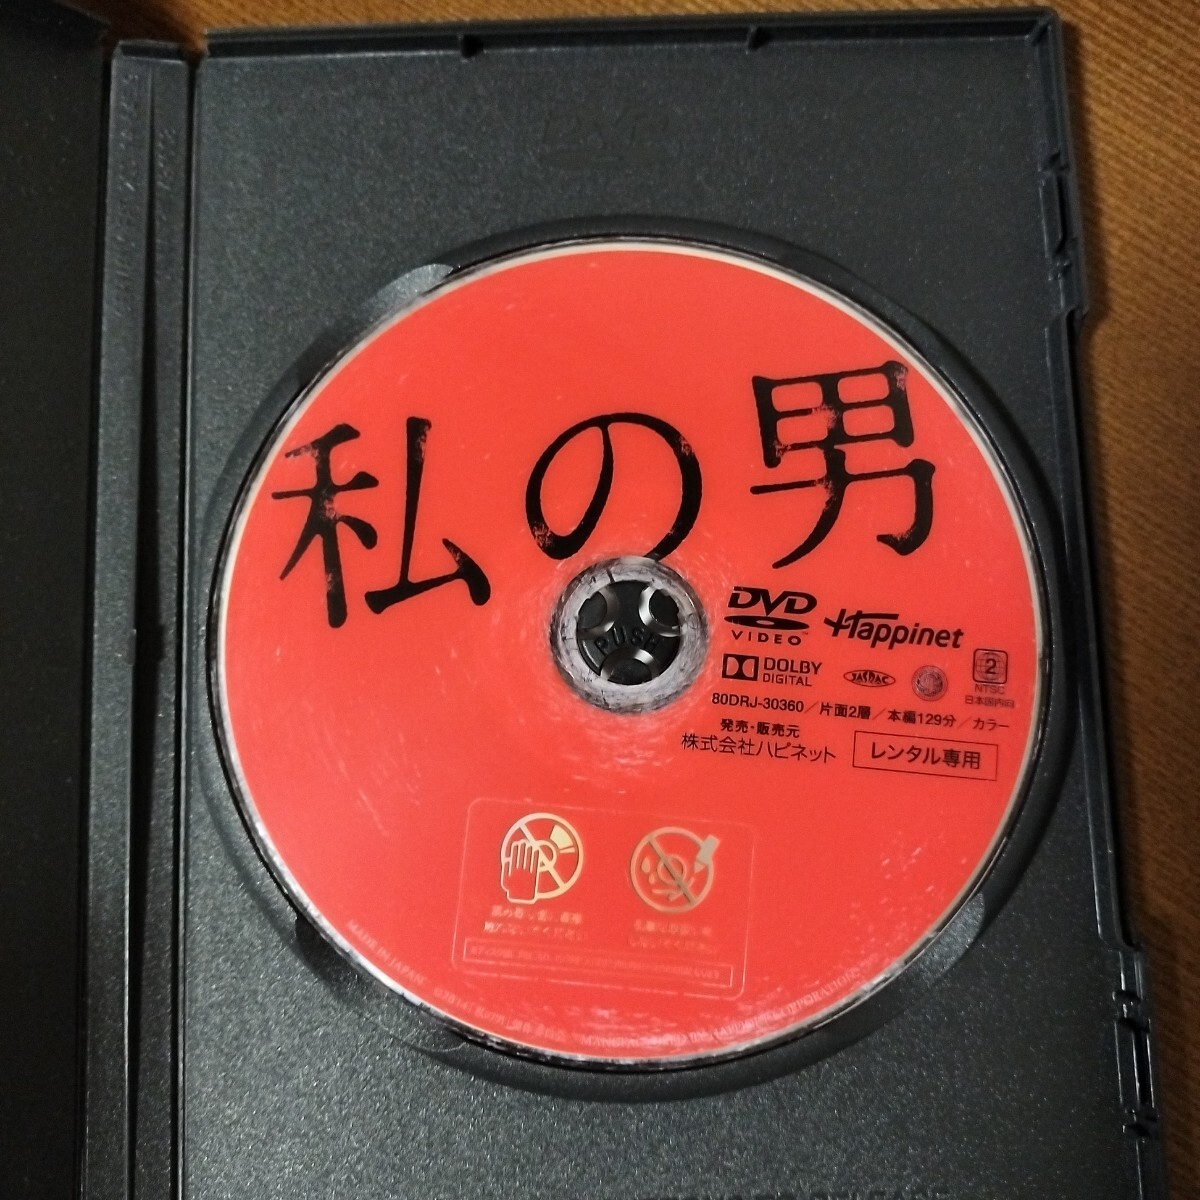 私の男
DVD
VIDEO
Happinet
DOLBY
DIGITAL
JASRAC
2
NTSC
日本国内向
80DRJ-30360／片面2層／本編129分／カラー
発売・販売元
株式会社ハピネット
レンタル専用
PUSH
MADE IN JAPAN